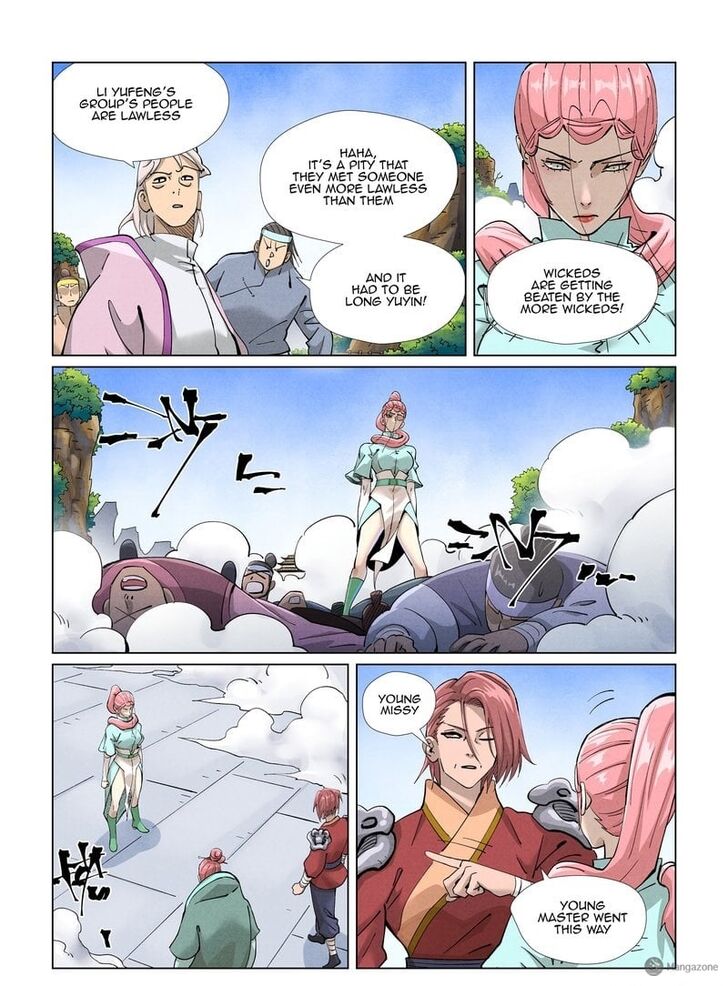 LI YUFENG'S
GROUP'S PEOPLE
ARE LAWLESS
HAHA,
IT'S A PITY THAT
THEY MET SOMEONE
EVEN MORE LAWLESS
THAN THEM
AND IT
HAD TO BE
LONG YUYIN!
WICKEDS
ARE GETTING
BEATEN BY THE
MORE WICKEDS!
YOUNG
MISSY
YOUNG
MASTER WENT
THIS WAY
Mangazone